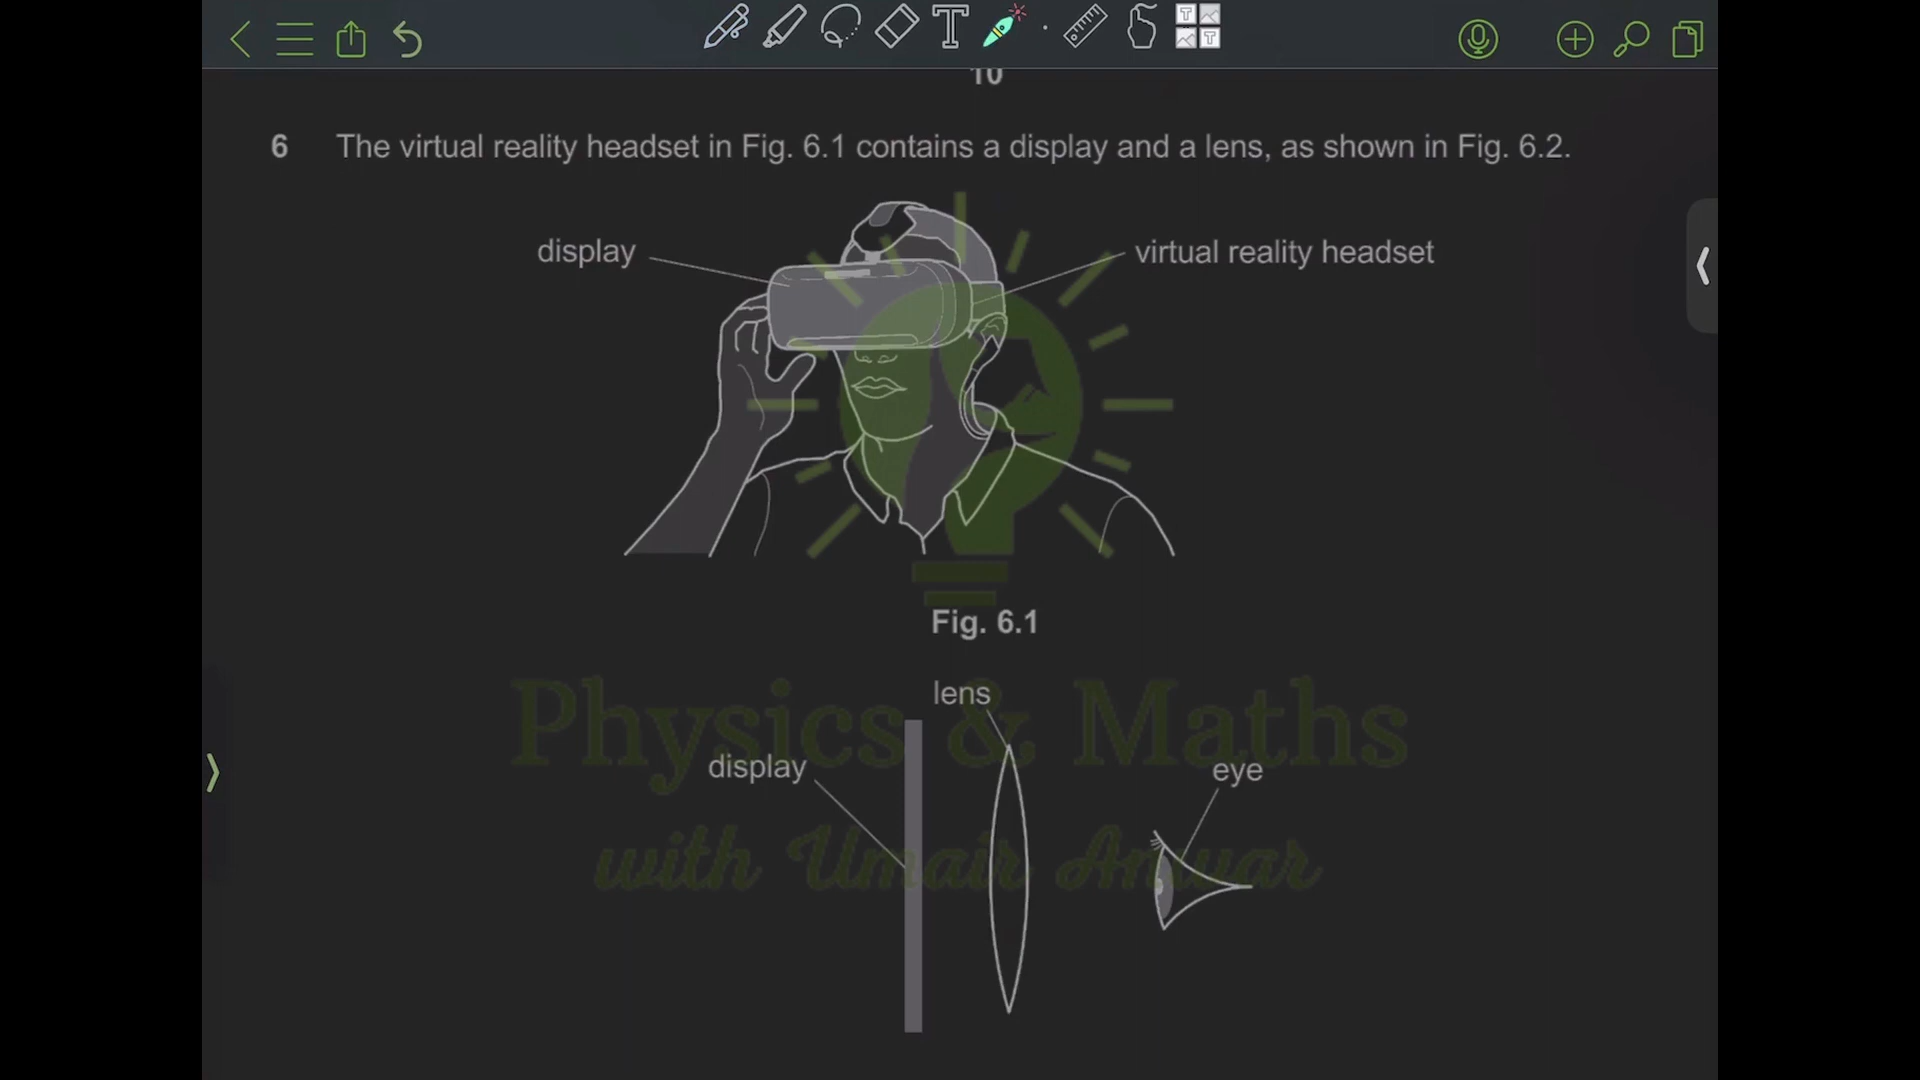 10
6 The virtual reality headset in Fig. 6.1 contains a display and a lens, as shown in Fig. 6.2.
display
virtual reality headset
Fig. 6.1
Physics & Maths
with Umair Anwar
lens
display
eye